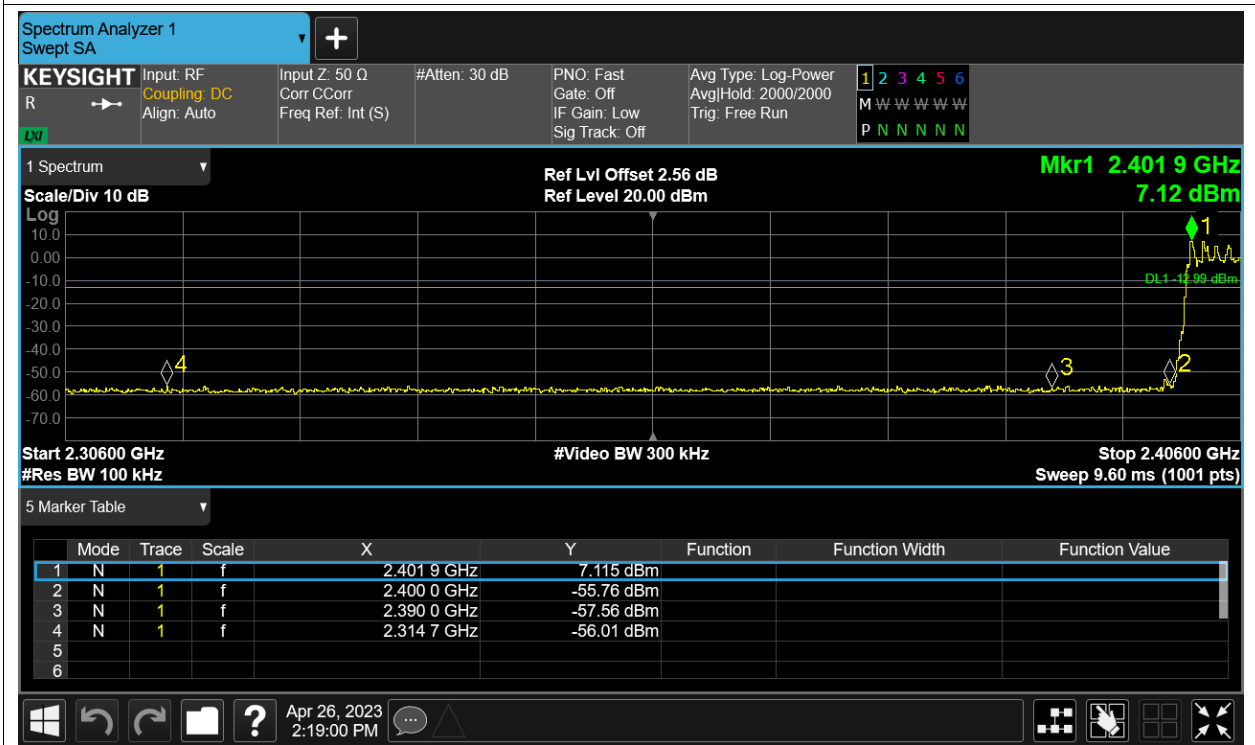 Spectrum Analyzer 1
Swept SA
KEYSIGHT Input: RF Input Z: 50 Ω #Atten: 30 dB PNO: Fast Avg Type: Log-Power 1 2 3 4 5 6
R Coupling: DC Corr CCorr Gate: Off Avg|Hold: 2000/2000 M W W W W W
Align: Auto Freq Ref: Int (S) IF Gain: Low Trig: Free Run
LXI Sig Track: Off P N N N N N
1 Spectrum Ref Lvl Offset 2.56 dB Mkr1 2.401 9 GHz
Scale/Div 10 dB Ref Level 20.00 dBm 7.12 dBm
Log
10.0 1
0.00
-10.0 DL1 -12.99 dBm
-20.0
-30.0
-40.0
4 3 2
-50.0
-60.0
-70.0
Start 2.30600 GHz #Video BW 300 kHz Stop 2.40600 GHz
#Res BW 100 kHz Sweep 9.60 ms (1001 pts)
5 Marker Table
Mode Trace Scale X Y Function Function Width Function Value
1 N 1 f 2.401 9 GHz 7.115 dBm
2 N 1 f 2.400 0 GHz -55.76 dBm
3 N 1 f 2.390 0 GHz -57.56 dBm
4 N 1 f 2.314 7 GHz -56.01 dBm
5
6
? Apr 26, 2023
2:19:00 PM